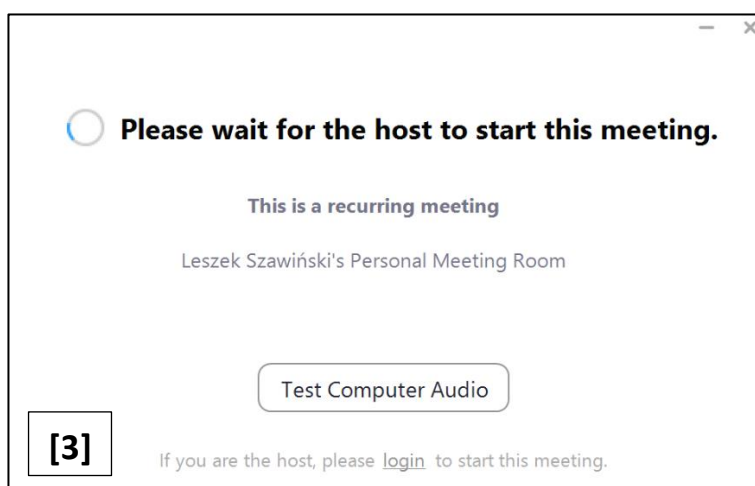 Please wait for the host to start this meeting.
This is a recurring meeting
Leszek Szawiński's Personal Meeting Room
Test Computer Audio
[3]
If you are the host, please login to start this meeting.